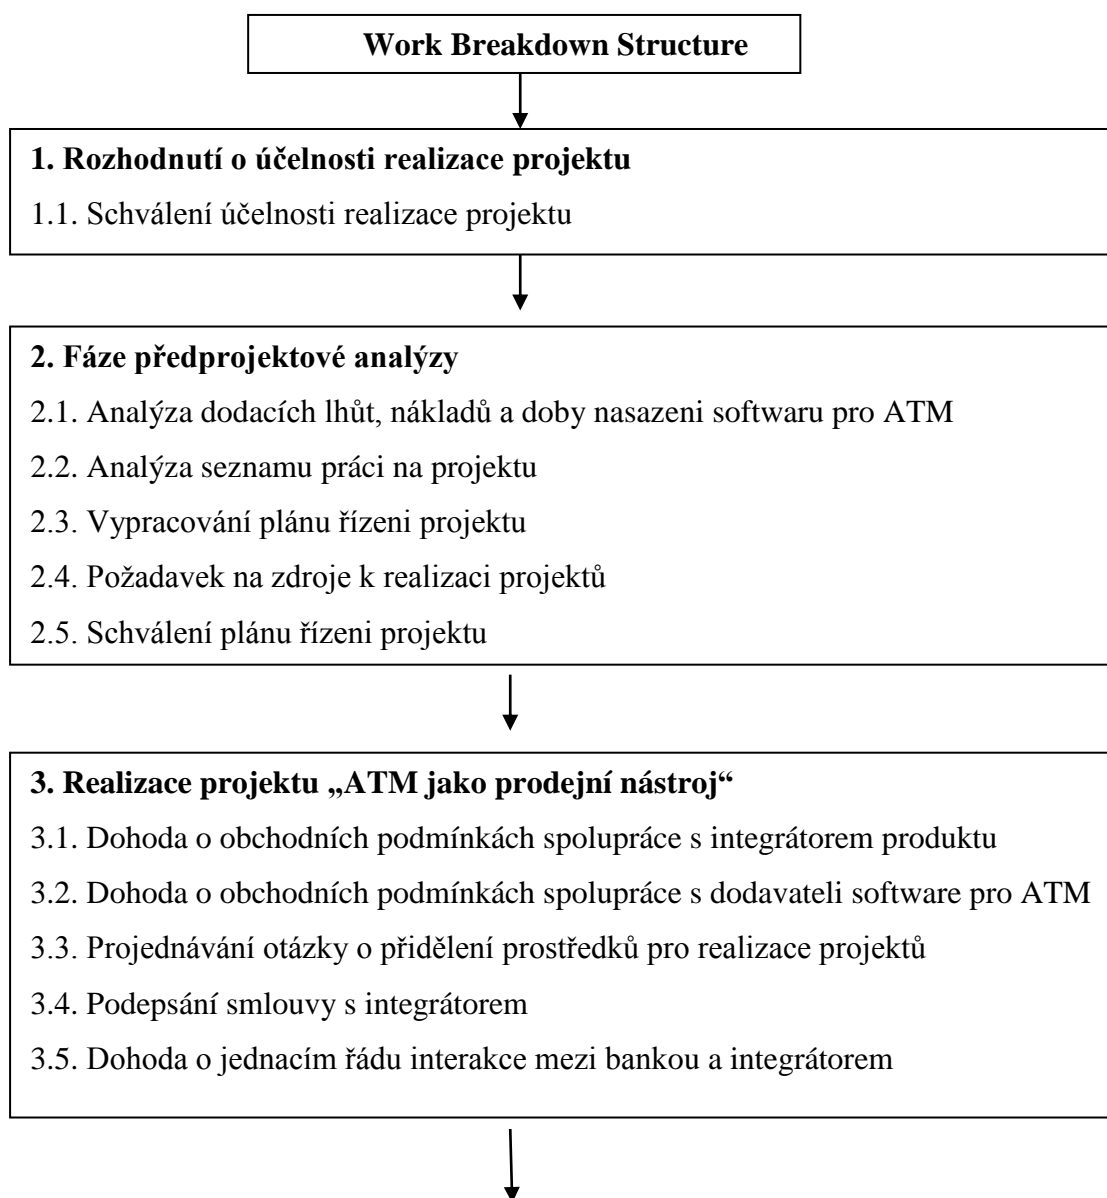 Work Breakdown Structure
1. Rozhodnutí o účelnosti realizace projektu
1.1. Schválení účelnosti realizace projektu
2. Fáze předprojektové analýzy
2.1. Analýza dodacích lhůt, nákladů a doby nasazeni softwaru pro ATM
2.2. Analýza seznamu práci na projektu
2.3. Vypracování plánu řízeni projektu
2.4. Požadavek na zdroje k realizaci projektů
2.5. Schválení plánu řízeni projektu
3. Realizace projektu „ATM jako prodejní nástroj“
3.1. Dohoda o obchodních podmínkách spolupráce s integrátorem produktu
3.2. Dohoda o obchodních podmínkách spolupráce s dodavateli software pro ATM
3.3. Projednávání otázky o přidělení prostředků pro realizace projektů
3.4. Podepsání smlouvy s integrátorem
3.5. Dohoda o jednacím řádu interakce mezi bankou a integrátorem